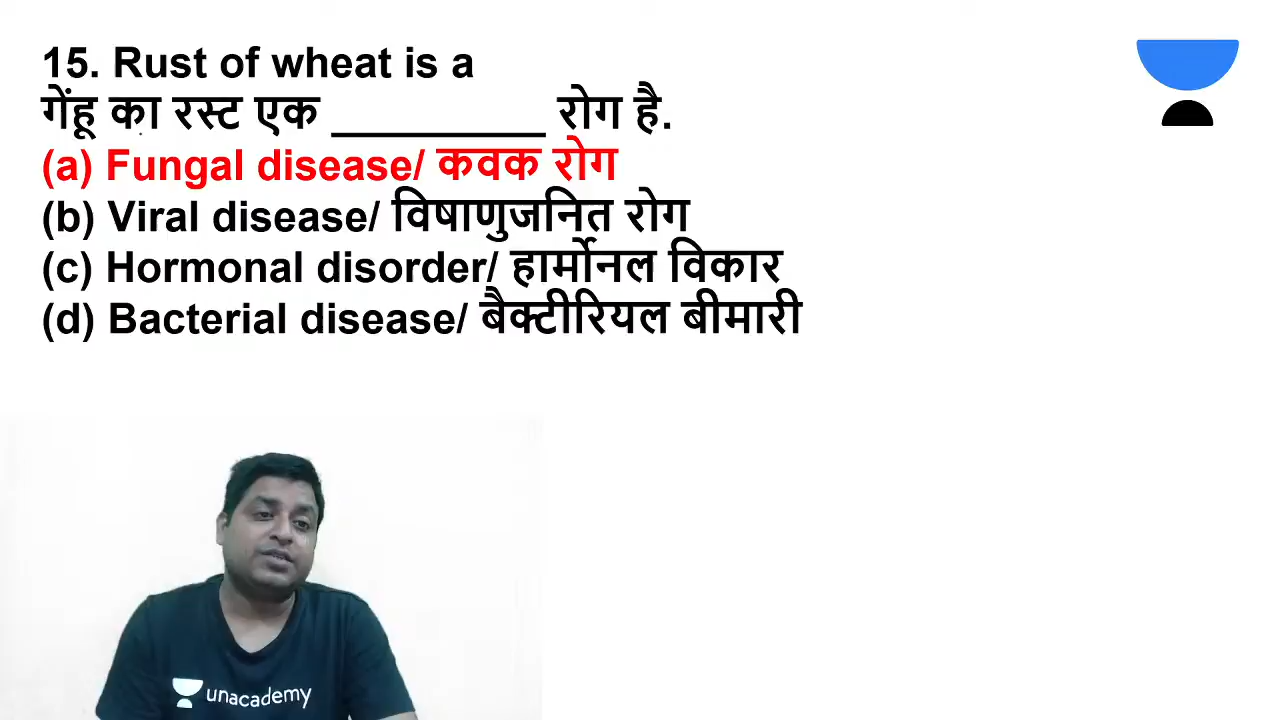 15. Rust of wheat is a
गेंहू का रस्ट एक _________ रोग है.
(a) Fungal disease/ कवक रोग
(b) Viral disease/ विषाणुजनित रोग
(c) Hormonal disorder/ हार्मोनल विकार
(d) Bacterial disease/ बैक्टीरियल बीमारी
unacademy